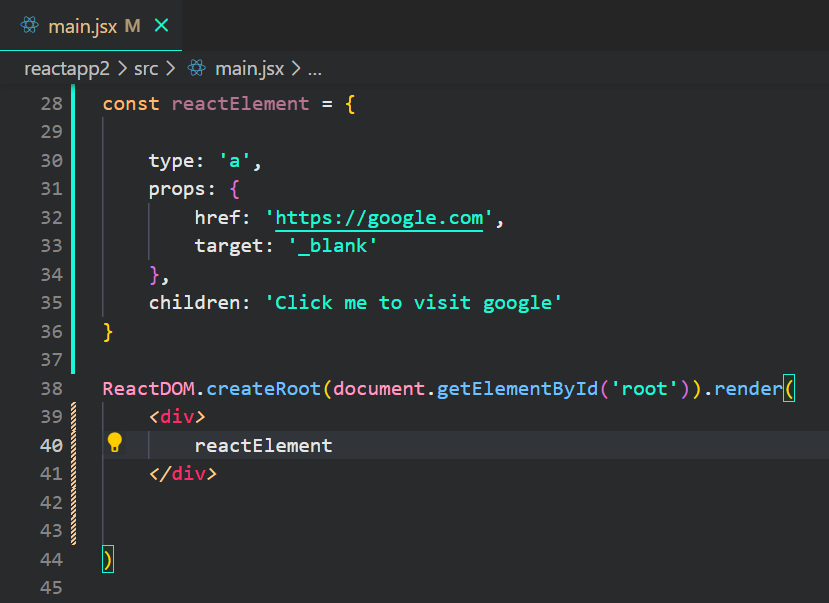 main.jsx M
reactapp2 > src > main.jsx > ...
28 const reactElement = {
29
30     type: 'a',
31     props: {
32         href: 'https://google.com',
33         target: '_blank'
34     },
35     children: 'Click me to visit google'
36 }
37
38 ReactDOM.createRoot(document.getElementById('root')).render(
39     <div>
40         reactElement
41     </div>
42
43
44 )
45